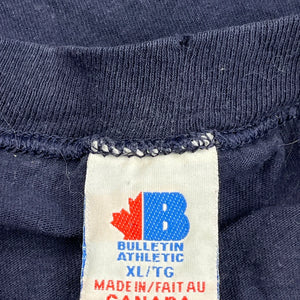 B
BULLETIN
ATHLETIC
XL/TG
MADE IN/FAIT AU
CANADA